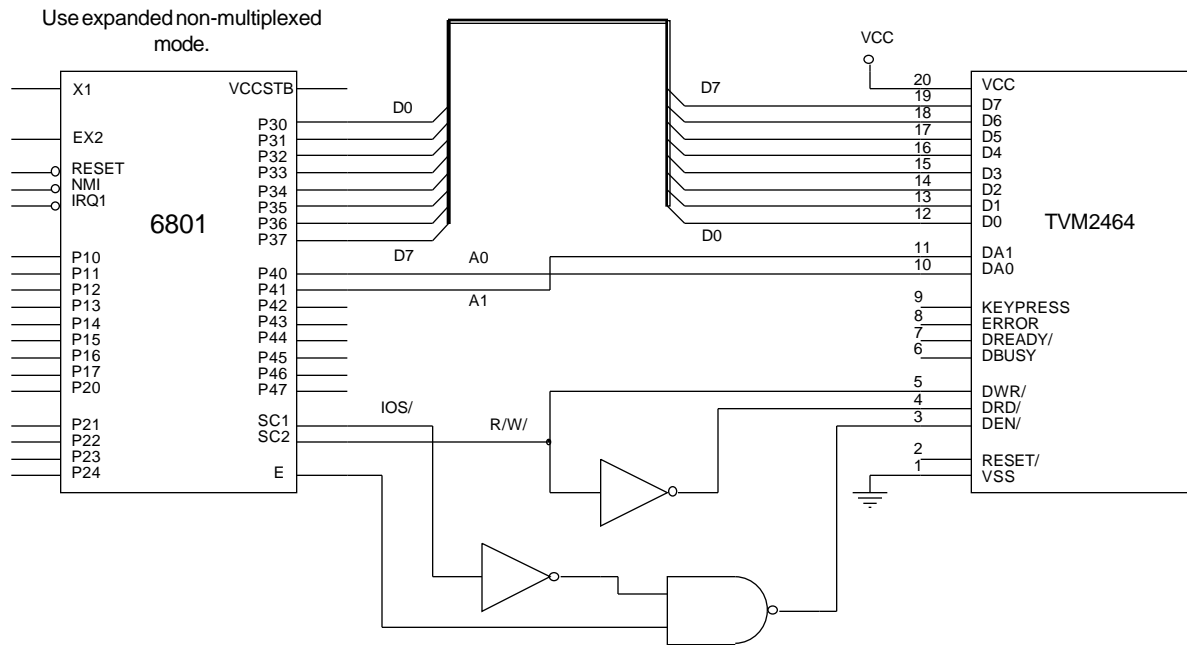 Use expanded non-multiplexed
mode.
VCC
X1
VCCSTB
EX2
RESET
NMI
IRQ1
P30
P31
P32
P33
P34
P35
P36
P37
6801
P10
P11
P12
P13
P14
P15
P16
P17
P20
P21
P22
P23
P24
P40
P41
P42
P43
P44
P45
P46
P47
SC1
SC2
E
D0
D7
A0
A1
IOS/
R/W/
D7
D0
20
19
18
17
16
15
14
13
12
11
10
9
8
7
6
5
4
3
2
1
VCC
D7
D6
D5
D4
D3
D2
D1
D0
DA1
DA0
KEYPRESS
ERROR
DREADY/
DBUSY
DWR/
DRD/
DEN/
RESET/
VSS
TVM2464